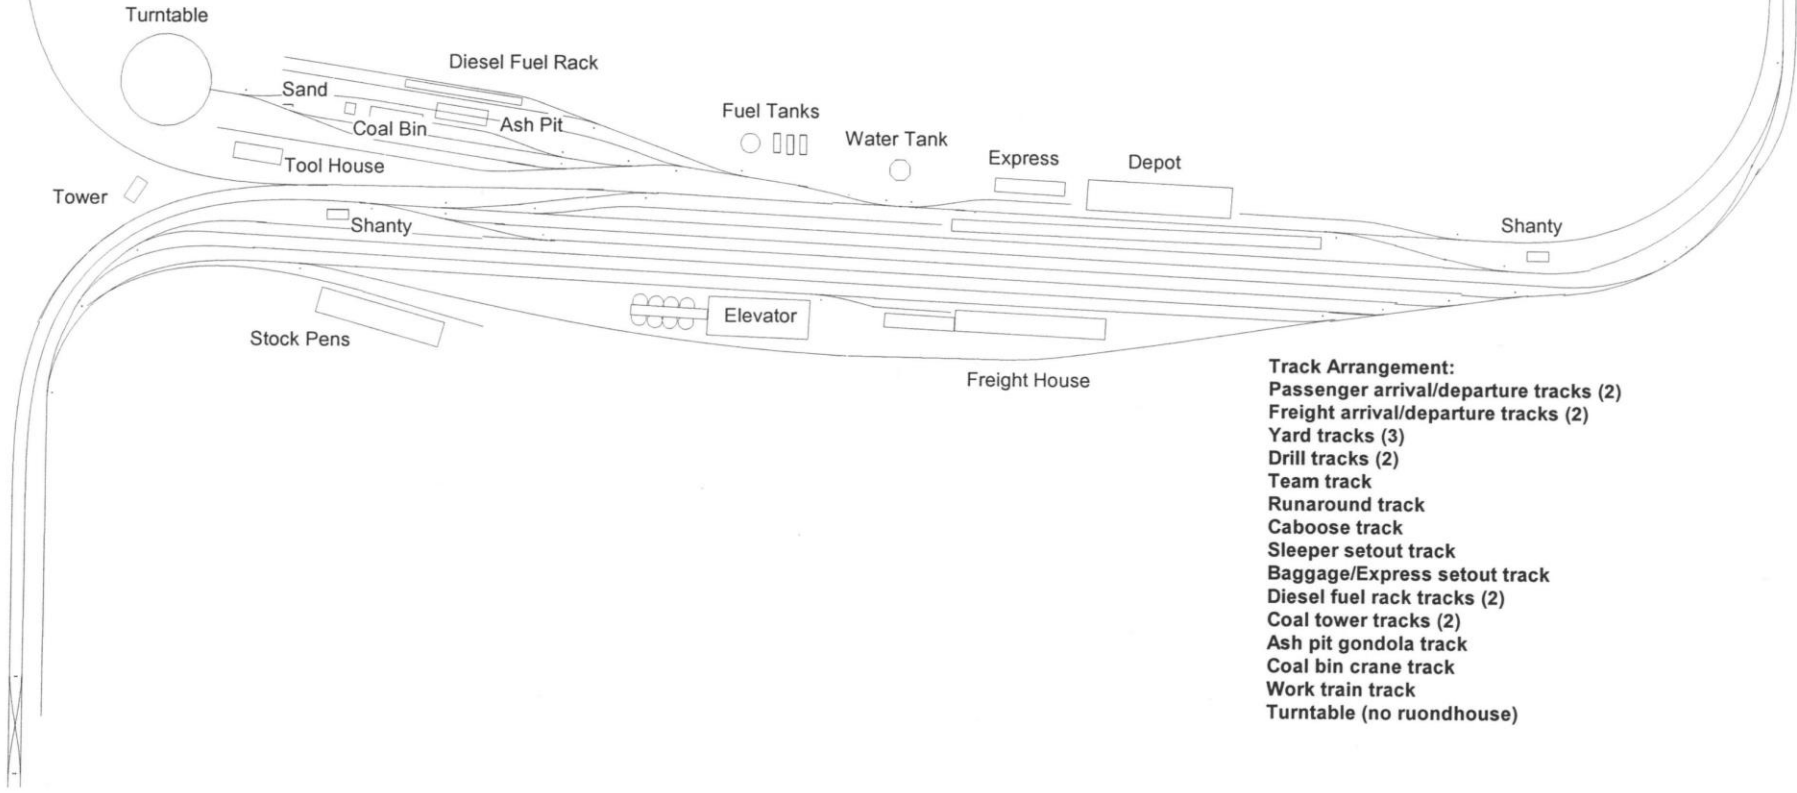 Turntable
Diesel Fuel Rack
Sand
Fuel Tanks
Coal Bin
Ash Pit
Water Tank
Express
Depot
Tool House
Tower
Shanty
Shanty
Elevator
Stock Pens
Freight House
Track Arrangement:
Passenger arrival/departure tracks (2)
Freight arrival/departure tracks (2)
Yard tracks (3)
Drill tracks (2)
Team track
Runaround track
Caboose track
Sleeper setout track
Baggage/Express setout track
Diesel fuel rack tracks (2)
Coal tower tracks (2)
Ash pit gondola track
Coal bin crane track
Work train track
Turntable (no ruondhouse)